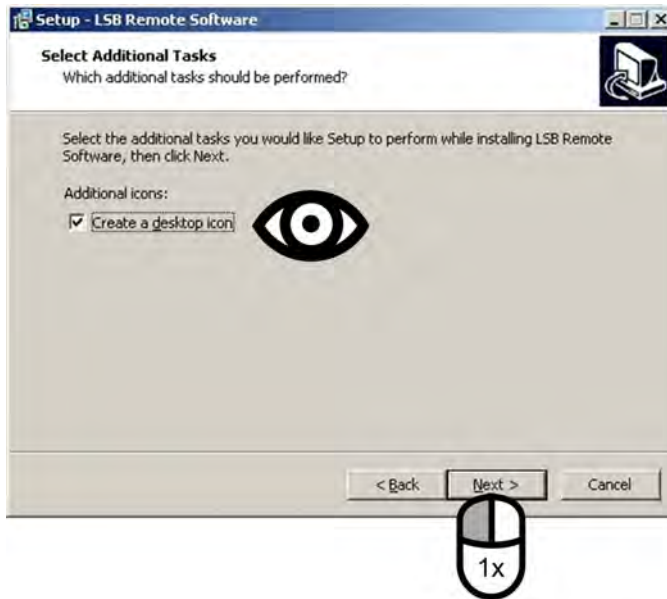 Setup - LSB Remote Software
Select Additional Tasks
Which additional tasks should be performed?
Select the additional tasks you would like Setup to perform while installing LSB Remote
Software, then click Next.
Additional icons:
Create a desktop icon
< Back Next > Cancel
1x